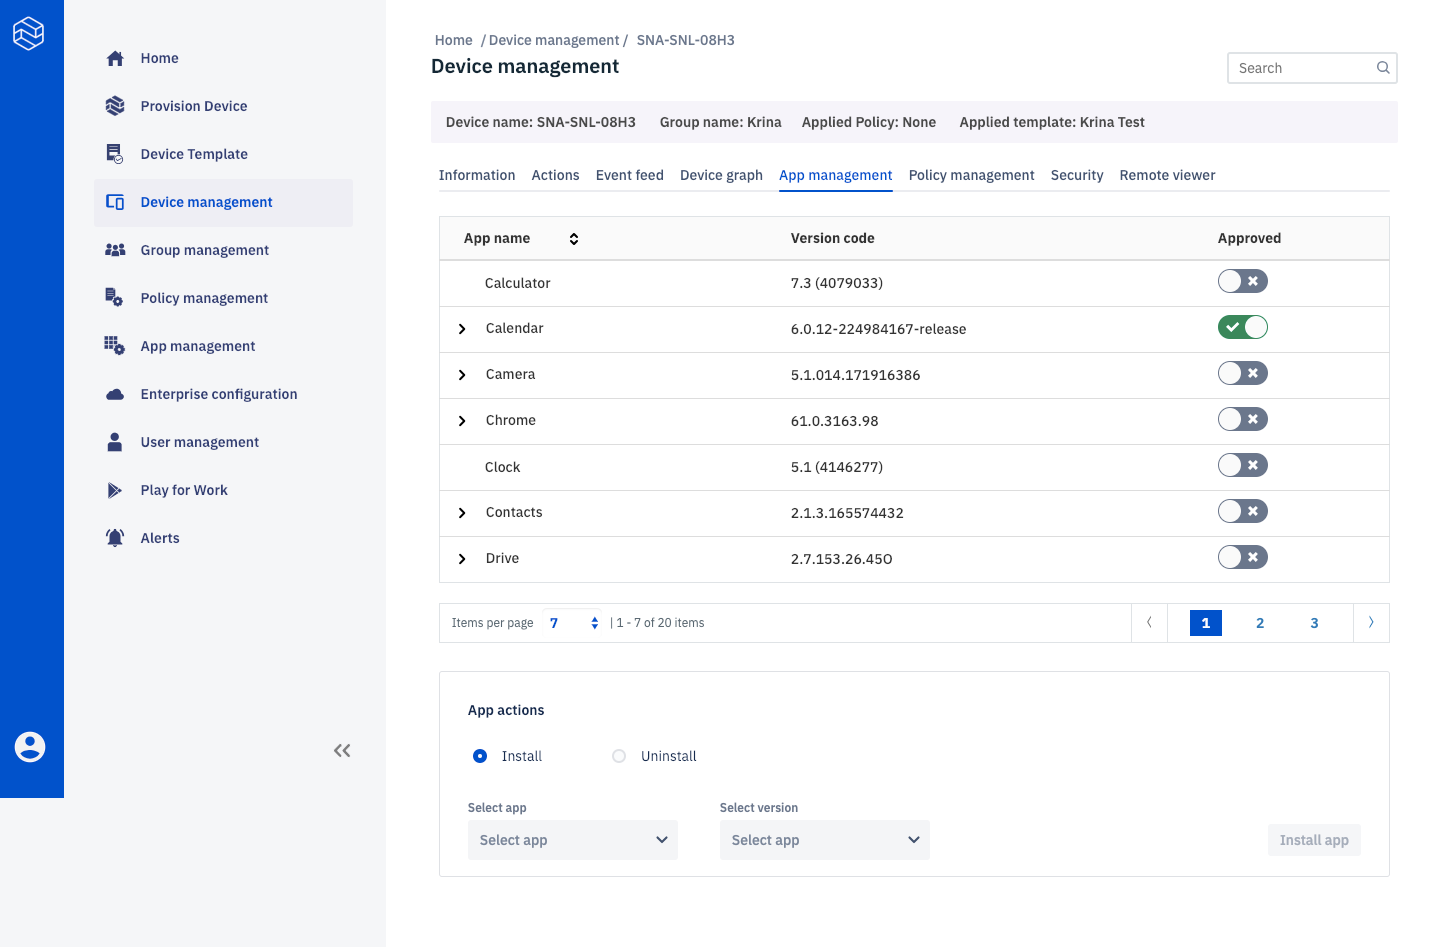 Home
Provision Device
Device Template
Device management
Group management
Policy management
App management
Enterprise configuration
User management
Play for Work
Alerts
Home / Device management / SNA-SNL-08H3
Device management
Search
Device name: SNA-SNL-08H3 Group name: Krina Applied Policy: None Applied template: Krina Test
Information Actions Event feed Device graph App management Policy management Security Remote viewer
App name Version code Approved
Calculator 7.3 (4079033)
Calendar 6.0.12-224984167-release
Camera 5.1.014.171916386
Chrome 61.0.3163.98
Clock 5.1 (4146277)
Contacts 2.1.3.165574432
Drive 2.7.153.26.45O
Items per page 7 | 1 - 7 of 20 items 1 2 3
App actions
Install Uninstall
Select app Select version
Select app Select app Install app